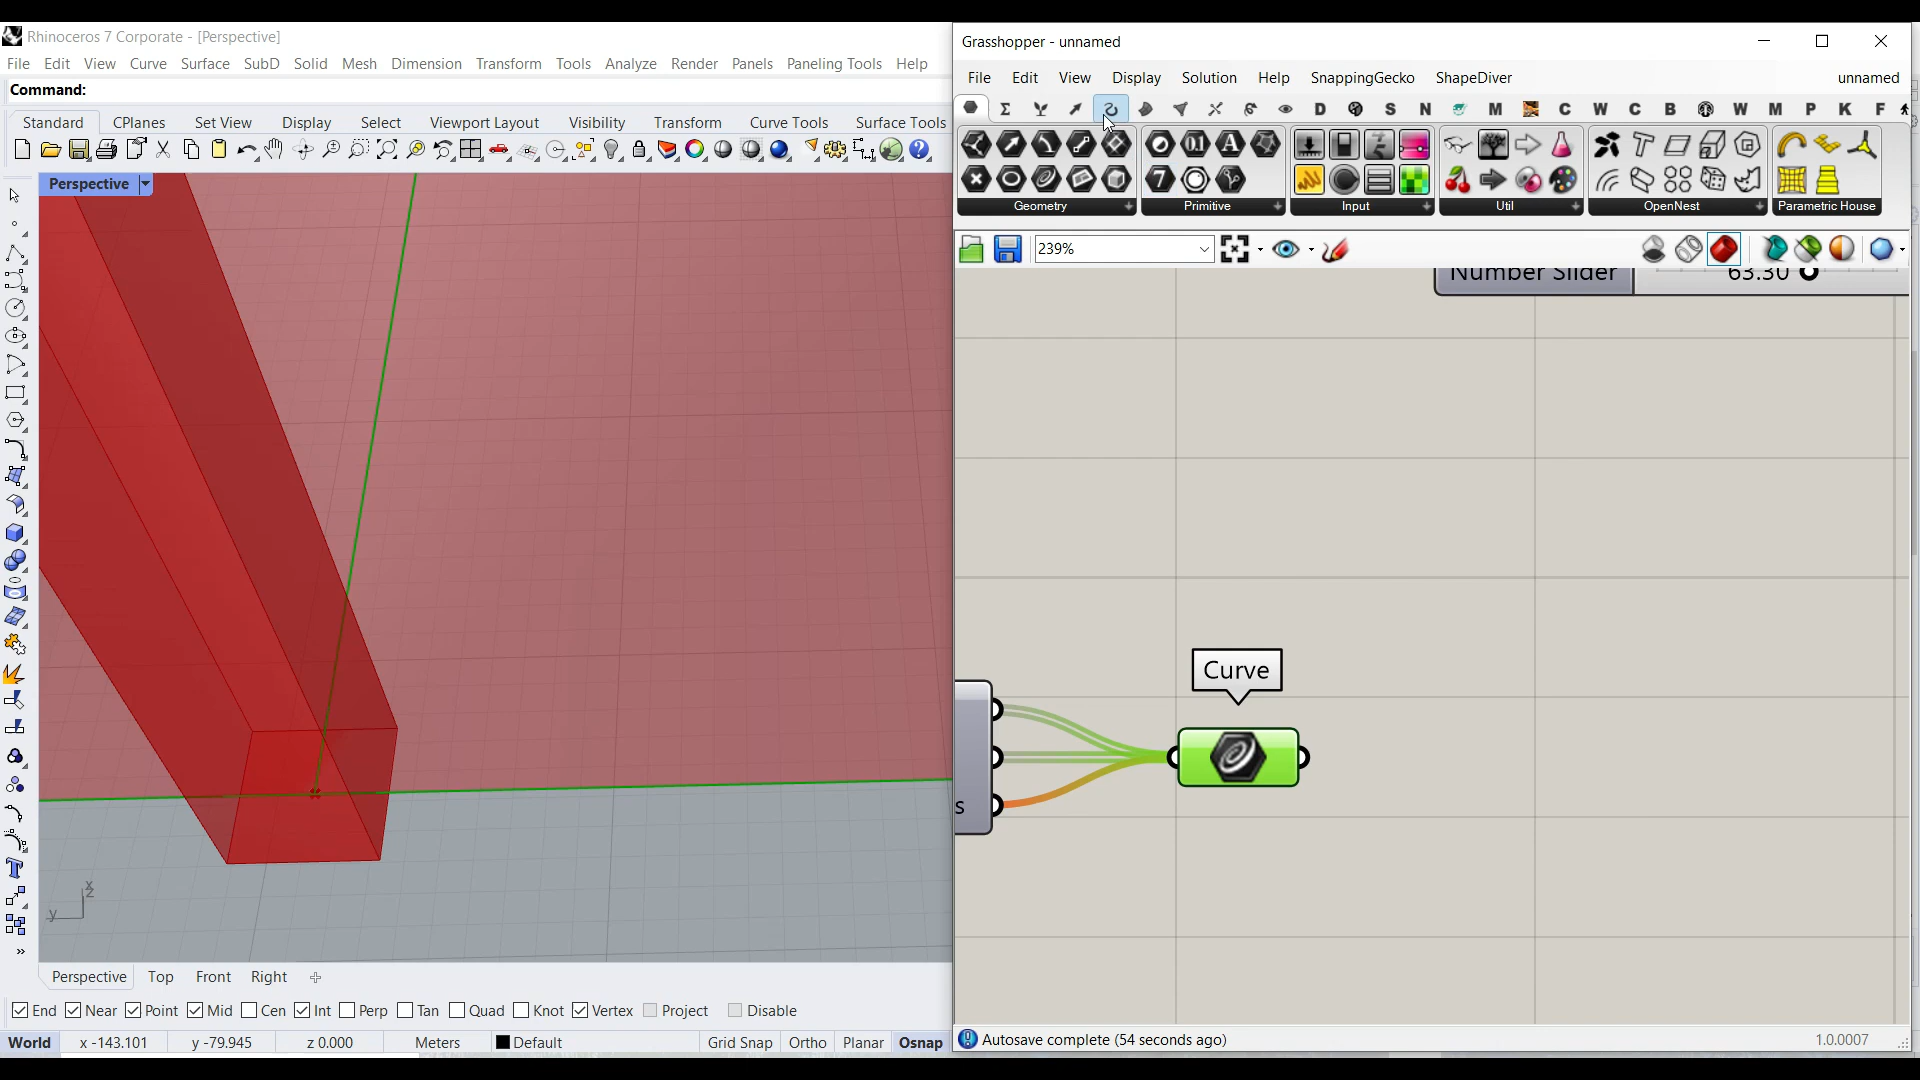 Rhinoceros 7 Corporate - [Perspective]
File Edit View Curve Surface SubD Solid Mesh Dimension Transform Tools Analyze Render Panels Paneling Tools Help
Command:
Standard CPlanes Set View Display Select Viewport Layout Visibility Transform Curve Tools Surface Tools
Perspective
x
z
y
Perspective Top Front Right
End Near Point Mid Cen Int Perp Tan Quad Knot Vertex Project Disable
World x -143.101 y -79.945 z 0.000 Meters Default Grid Snap Ortho Planar Osnap
Grasshopper - unnamed
File Edit View Display Solution Help SnappingGecko ShapeDiver unnamed
D S N M C W C B W M P K F
Geometry Primitive Input Util OpenNest Parametric House
239%
Number Slider 63.30
Curve
s
Autosave complete (54 seconds ago) 1.0.0007